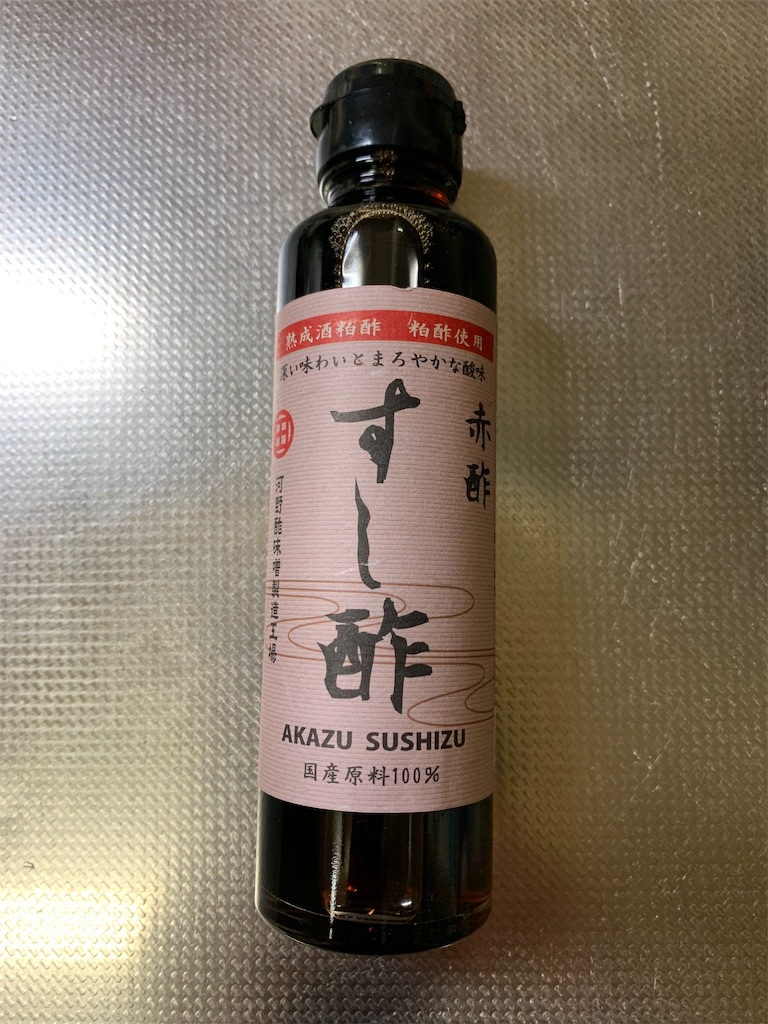 熟成酒粕酢　粕酢使用
深い味わいとまろやかな酸味
赤酢
すし酢
河野酢味噌製造工場
AKAZU SUSHIZU
国産原料100%